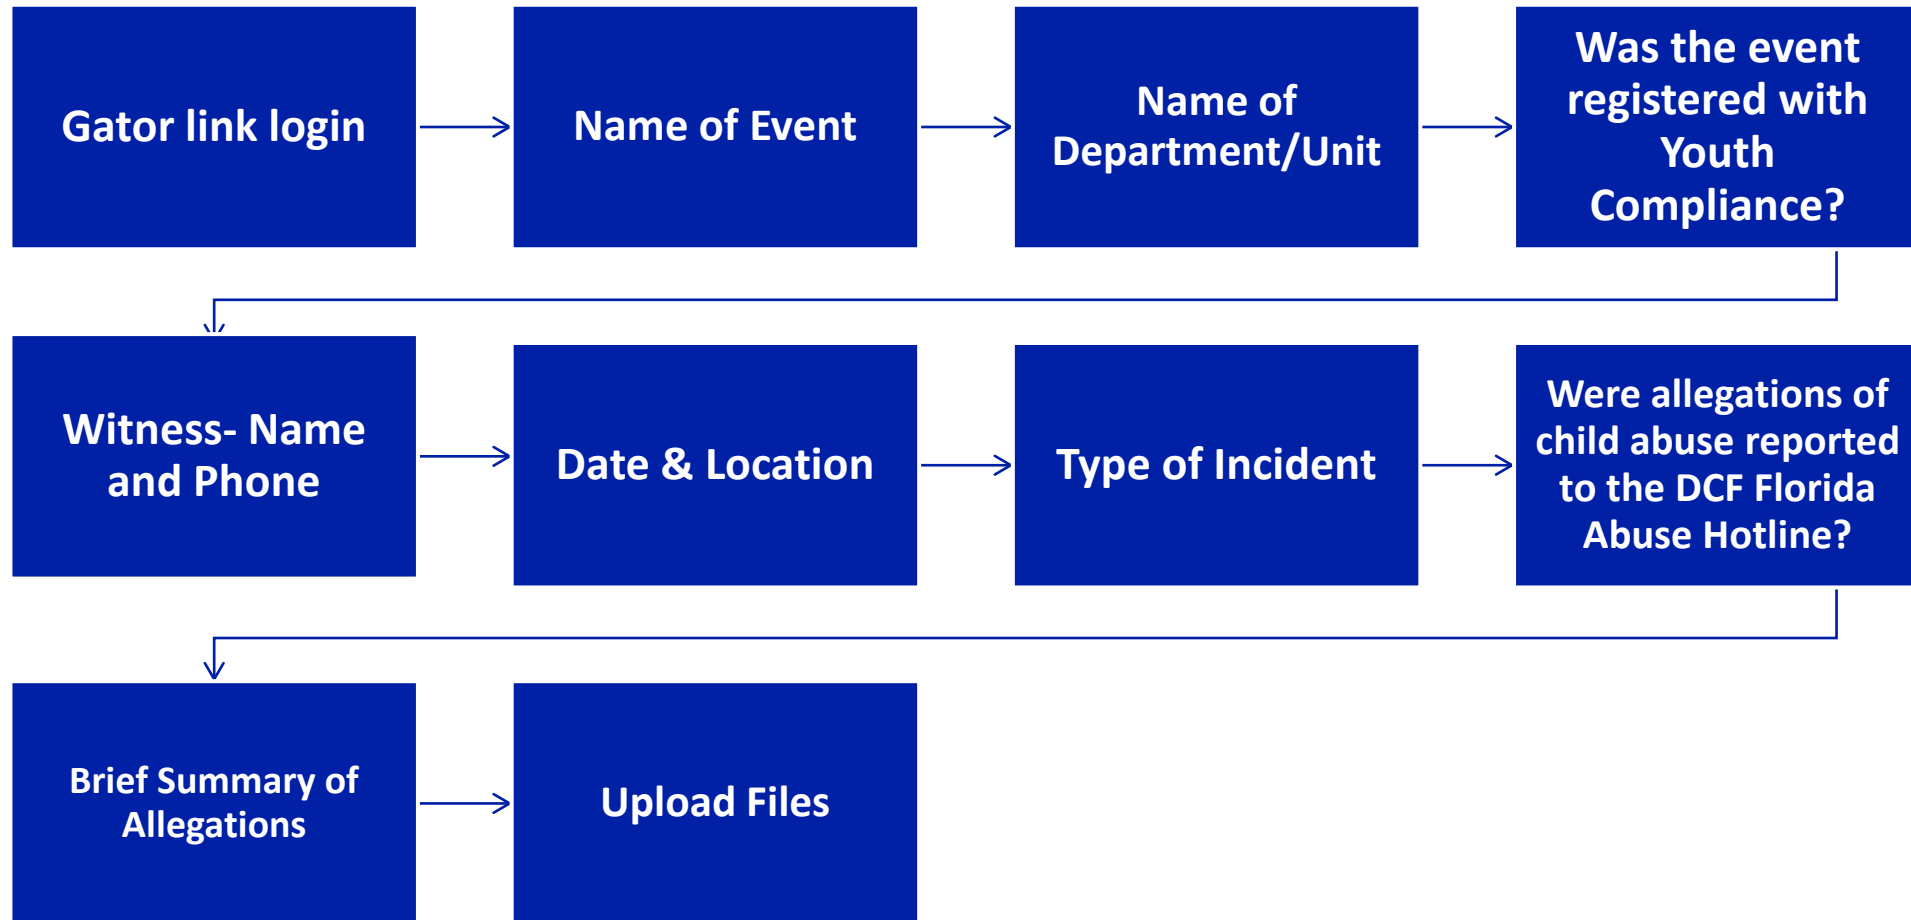 Gator link login
Name of Event
Name of
Department/Unit
Was the event
registered with
Youth
Compliance?
Witness- Name
and Phone
Date & Location
Type of Incident
Were allegations of
child abuse reported
to the DCF Florida
Abuse Hotline?
Brief Summary of
Allegations
Upload Files